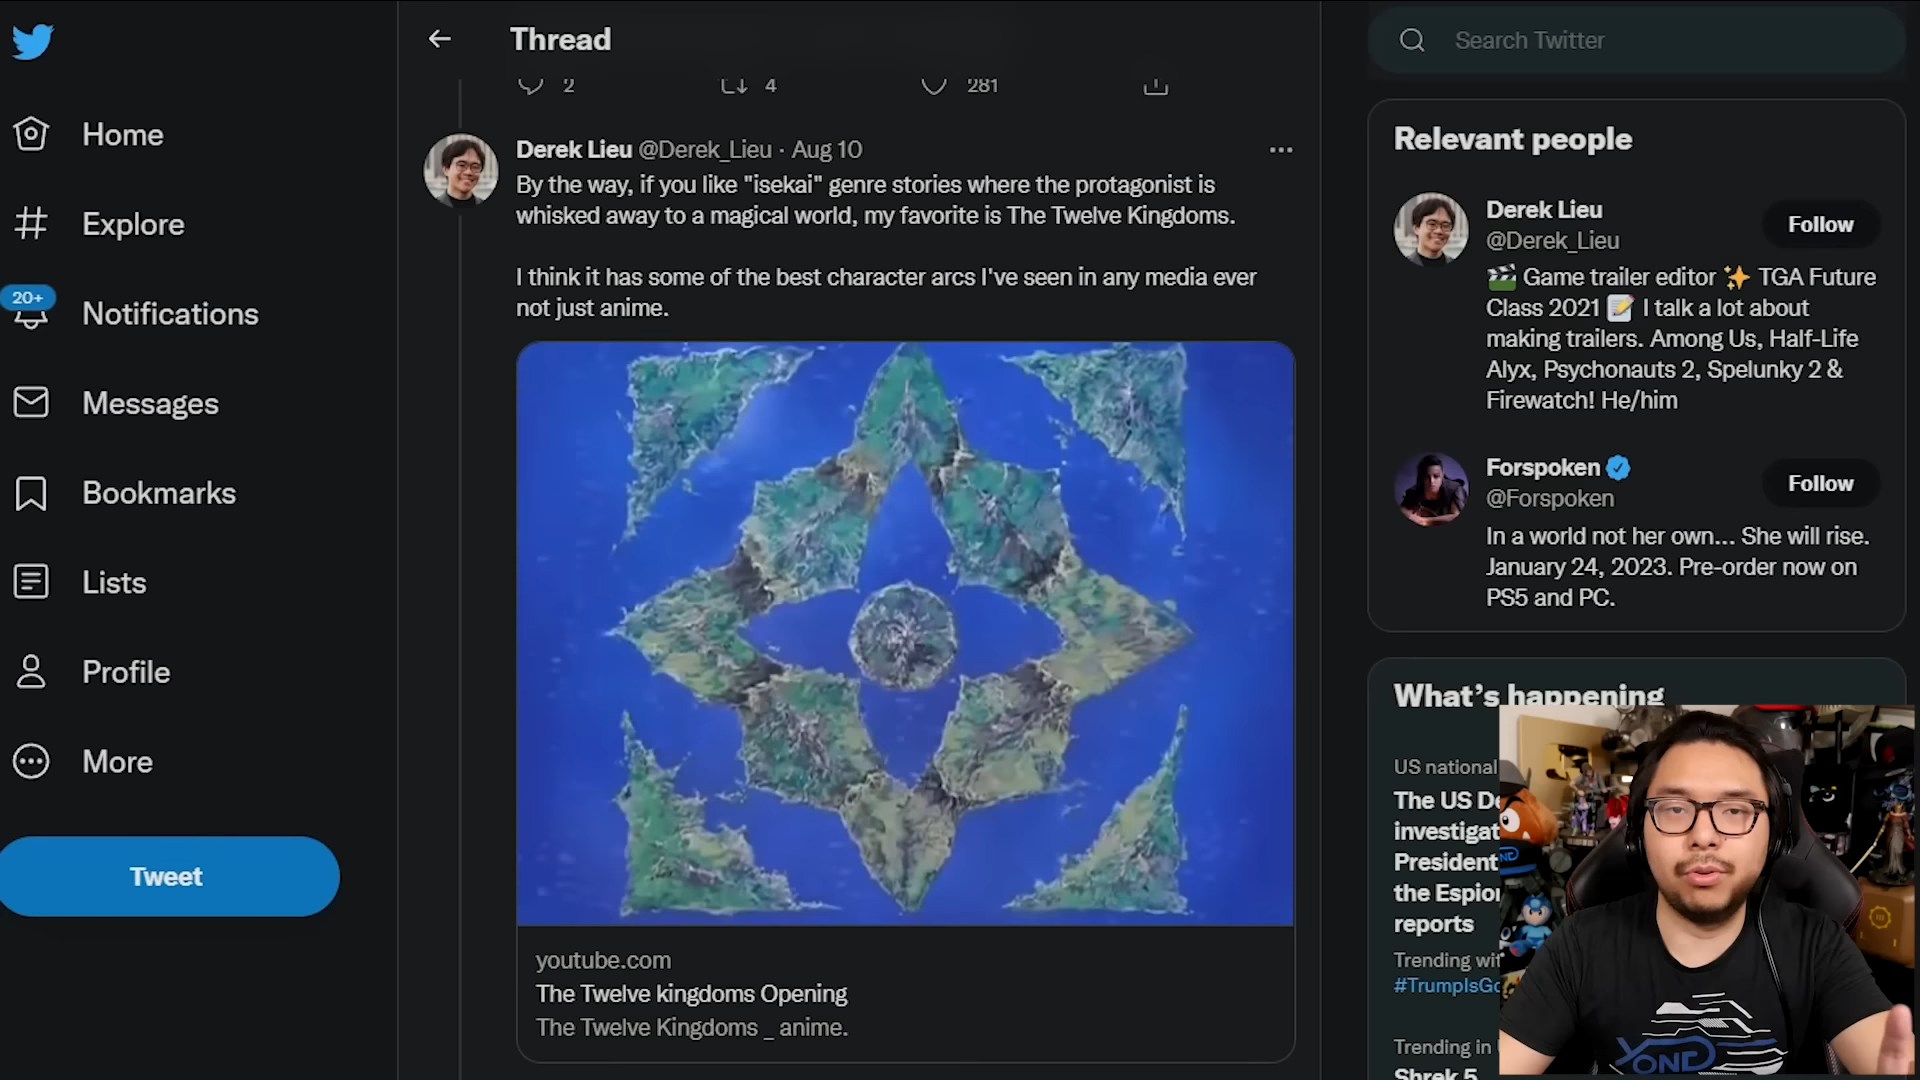 Home
Explore
20+
Notifications
Messages
Bookmarks
Lists
Profile
More
Tweet
Thread
2
4
281
Derek Lieu @Derek_Lieu · Aug 10
By the way, if you like "isekai" genre stories where the protagonist is
whisked away to a magical world, my favorite is The Twelve Kingdoms.
I think it has some of the best character arcs I've seen in any media ever
not just anime.
youtube.com
The Twelve kingdoms Opening
The Twelve Kingdoms _ anime.
Search Twitter
Relevant people
Derek Lieu
@Derek_Lieu
Follow
🎬 Game trailer editor ✨ TGA Future
Class 2021 📝 I talk a lot about
making trailers. Among Us, Half-Life
Alyx, Psychonauts 2, Spelunky 2 &
Firewatch! He/him
Forspoken
@Forspoken
Follow
In a world not her own... She will rise.
January 24, 2023. Pre-order now on
PS5 and PC.
What's happening
US national
The US De
investigat
President
the Espior
reports
Trending wit
#TrumpIsGo
Trending in
Shrek 5
YOND